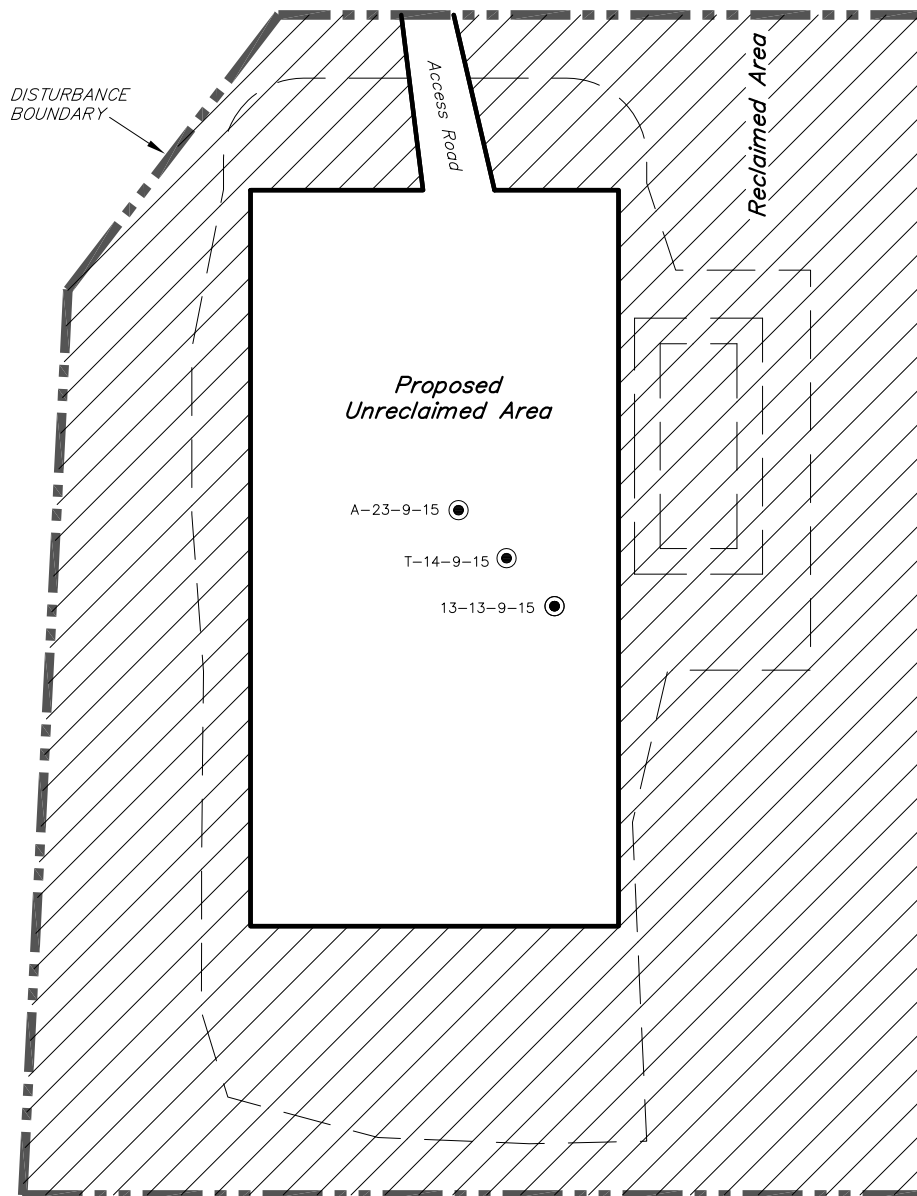 DISTURBANCE
BOUNDARY
Access Road
Reclaimed Area
Proposed
Unreclaimed Area
A-23-9-15
T-14-9-15
13-13-9-15